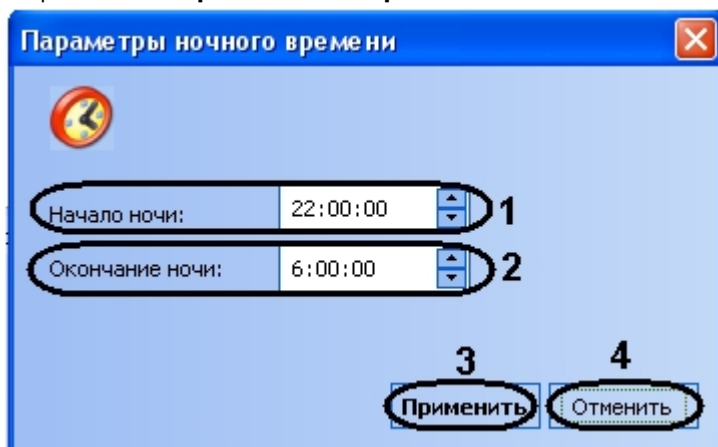 Параметры ночного времени
Начало ночи: 22:00:00 1
Окончание ночи: 6:00:00 2
3 4
Применить Отменить